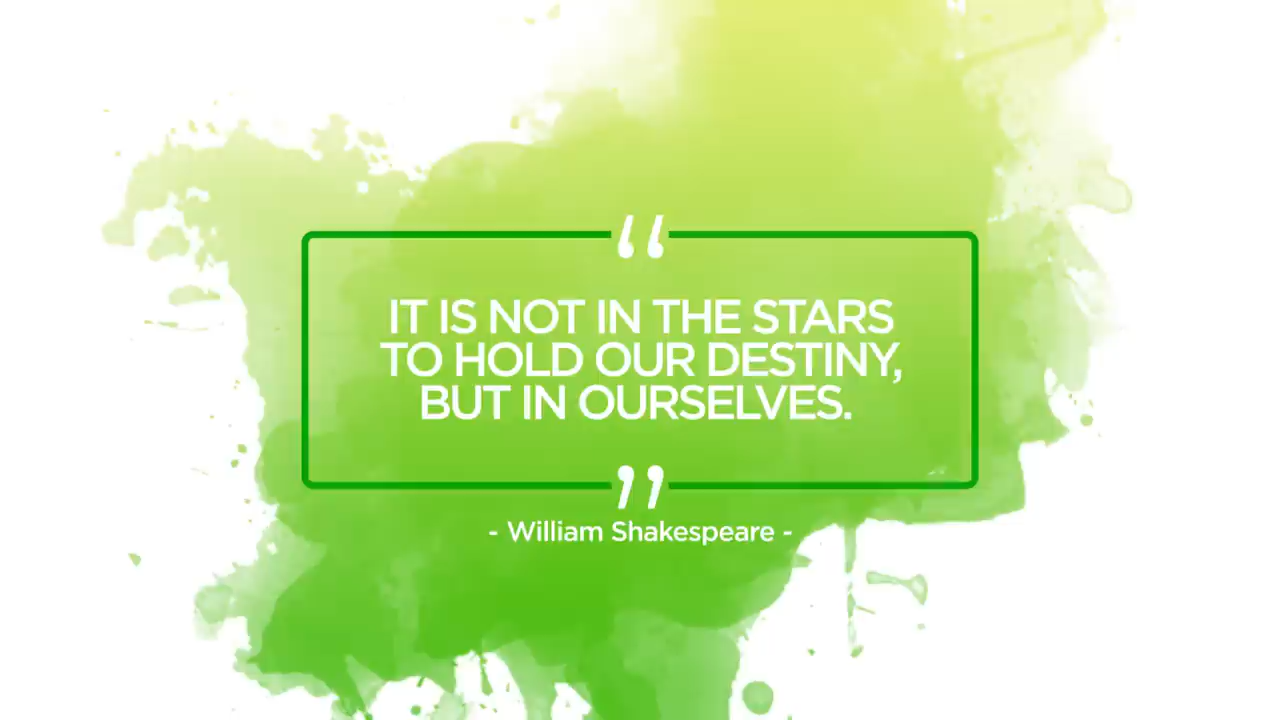 “
IT IS NOT IN THE STARS
TO HOLD OUR DESTINY,
BUT IN OURSELVES.
”
- William Shakespeare -